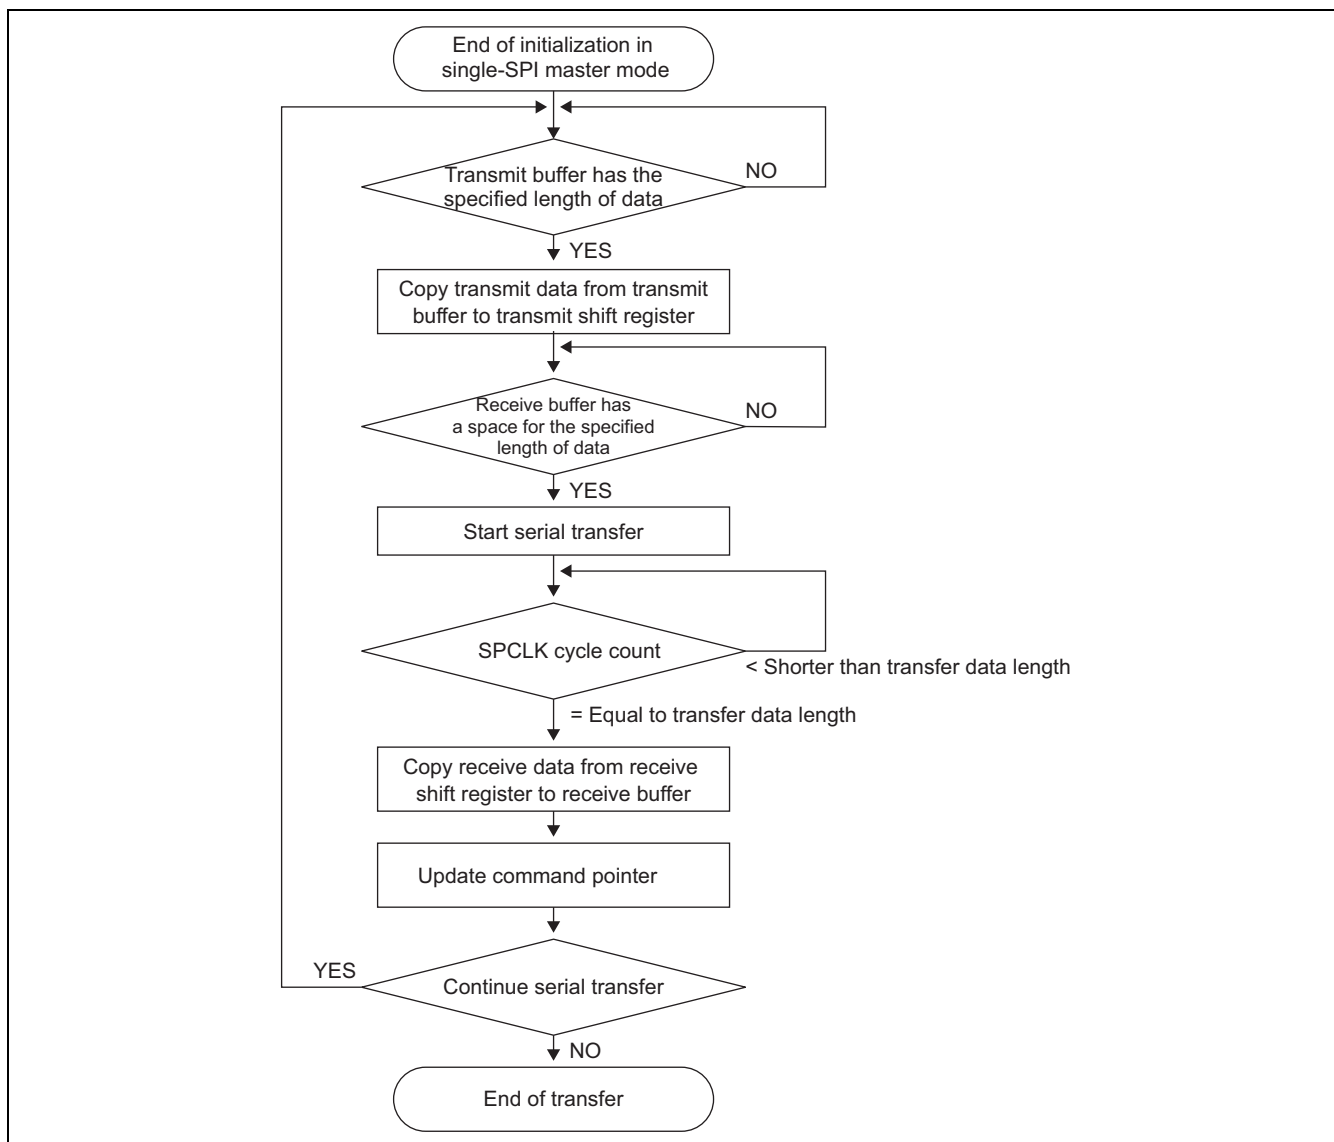 End of initialization in
single-SPI master mode
Transmit buffer has the
specified length of data
NO
YES
Copy transmit data from transmit
buffer to transmit shift register
Receive buffer has
a space for the specified
length of data
NO
YES
Start serial transfer
SPCLK cycle count
< Shorter than transfer data length
= Equal to transfer data length
Copy receive data from receive
shift register to receive buffer
Update command pointer
YES
Continue serial transfer
NO
End of transfer